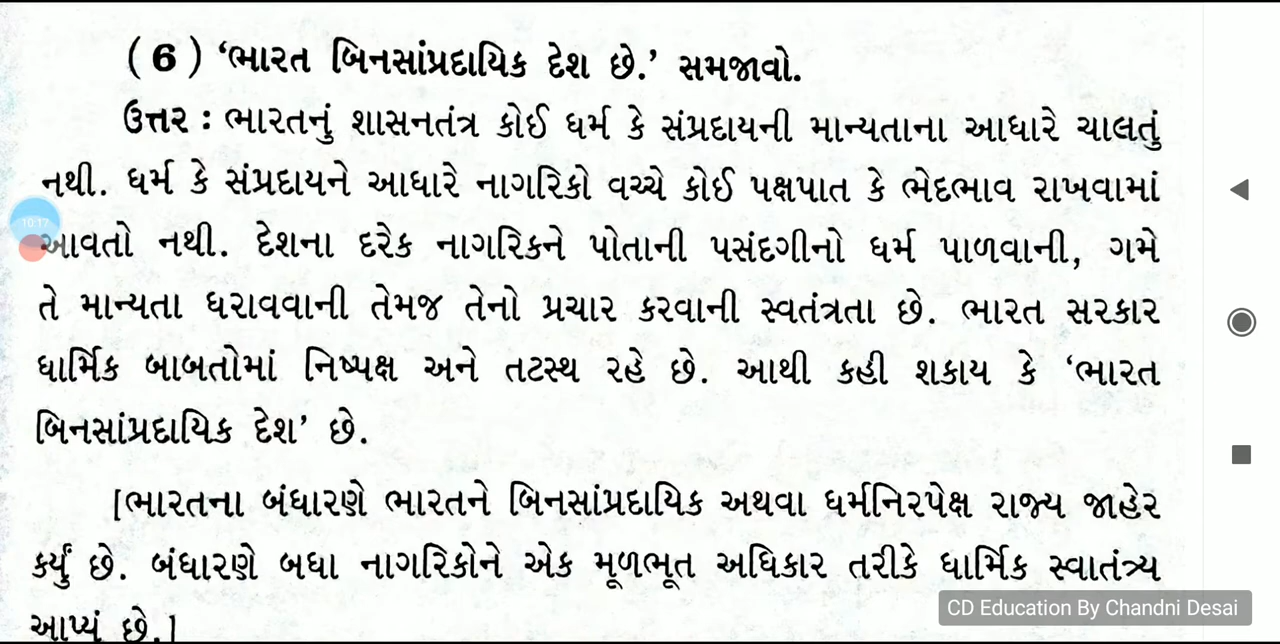 (6) ‘ભારત બિનસાંપ્રદાયિક દેશ છે.’ સમજાવો.
ઉત્તર : ભારતનું શાસનતંત્ર કોઈ ધર્મ કે સંપ્રદાયની માન્યતાના આધારે ચાલતું
નથી. ધર્મ કે સંપ્રદાયને આધારે નાગરિકો વચ્ચે કોઈ પક્ષપાત કે ભેદભાવ રાખવામાં
10:17
આવતો નથી. દેશના દરેક નાગરિકને પોતાની પસંદગીનો ધર્મ પાળવાની, ગમે
તે માન્યતા ધરાવવાની તેમજ તેનો પ્રચાર કરવાની સ્વતંત્રતા છે. ભારત સરકાર
ધાર્મિક બાબતોમાં નિષ્પક્ષ અને તટસ્થ રહે છે. આથી કહી શકાય કે ‘ભારત
બિનસાંપ્રદાયિક દેશ’ છે.
[ભારતના બંધારણે ભારતને બિનસાંપ્રદાયિક અથવા ધર્મનિરપેક્ષ રાજ્ય જાહેર
કર્યું છે. બંધારણે બધા નાગરિકોને એક મૂળભૂત અધિકાર તરીકે ધાર્મિક સ્વાતંત્ર્ય
આપ્યું છે.]
CD Education By Chandni Desai